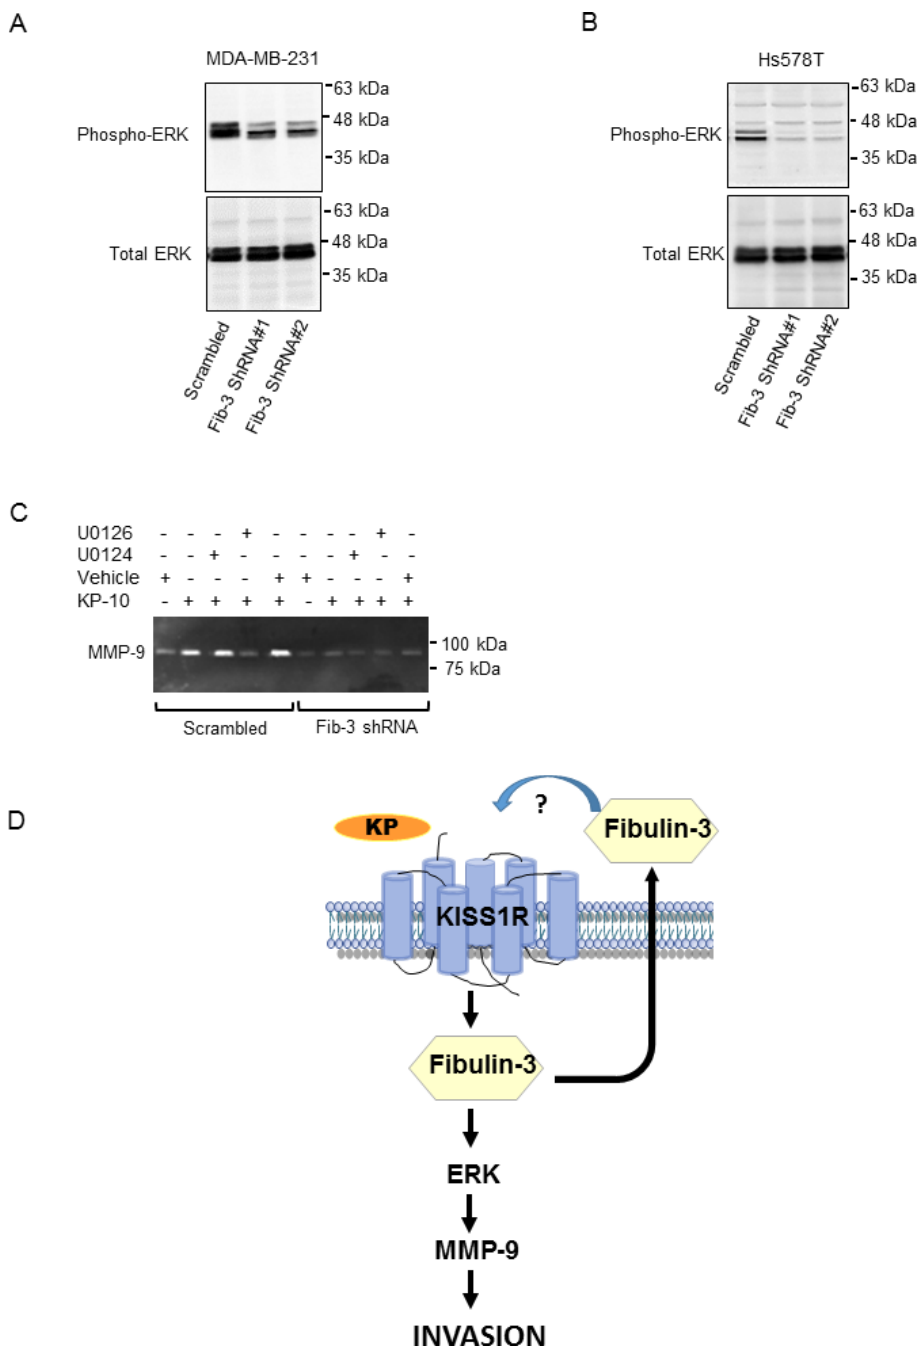 A
MDA-MB-231
63 kDa
48 kDa
Phospho-ERK
35 kDa
63 kDa
48 kDa
Total ERK
35 kDa
Scrambled
Fib-3 ShRNA#1
Fib-3 ShRNA#2
B
Hs578T
63 kDa
48 kDa
Phospho-ERK
35 kDa
63 kDa
48 kDa
Total ERK
35 kDa
Scrambled
Fib-3 ShRNA#1
Fib-3 ShRNA#2
C
U0126 - - - + - - - - + -
U0124 - - + - - - - + - -
Vehicle + - - - + + - - - +
KP-10 - + + + + - + + + +
MMP-9
100 kDa
75 kDa
Scrambled Fib-3 shRNA
D
?
Fibulin-3
KP
KISS1R
Fibulin-3
ERK
MMP-9
INVASION